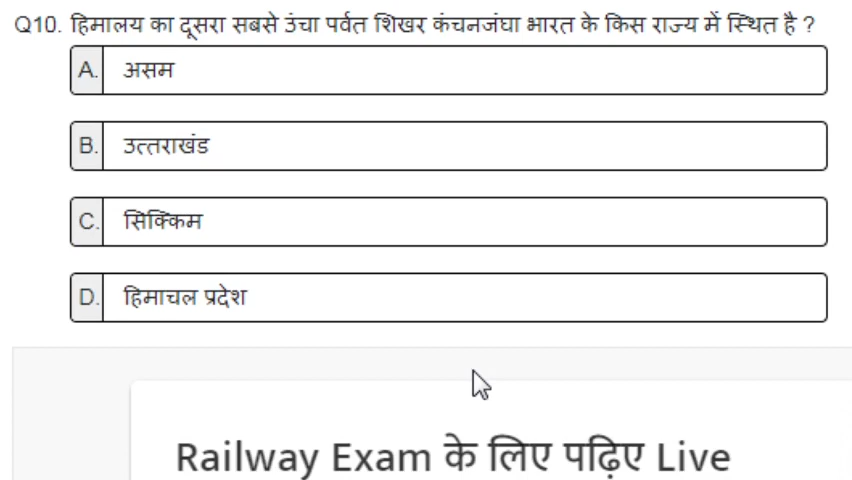 Q10. हिमालय का दूसरा सबसे उंचा पर्वत शिखर कंचनजंघा भारत के किस राज्य में स्थित है ?
A. असम
B. उत्तराखंड
C. सिक्किम
D. हिमाचल प्रदेश
Railway Exam के लिए पढ़िए Live